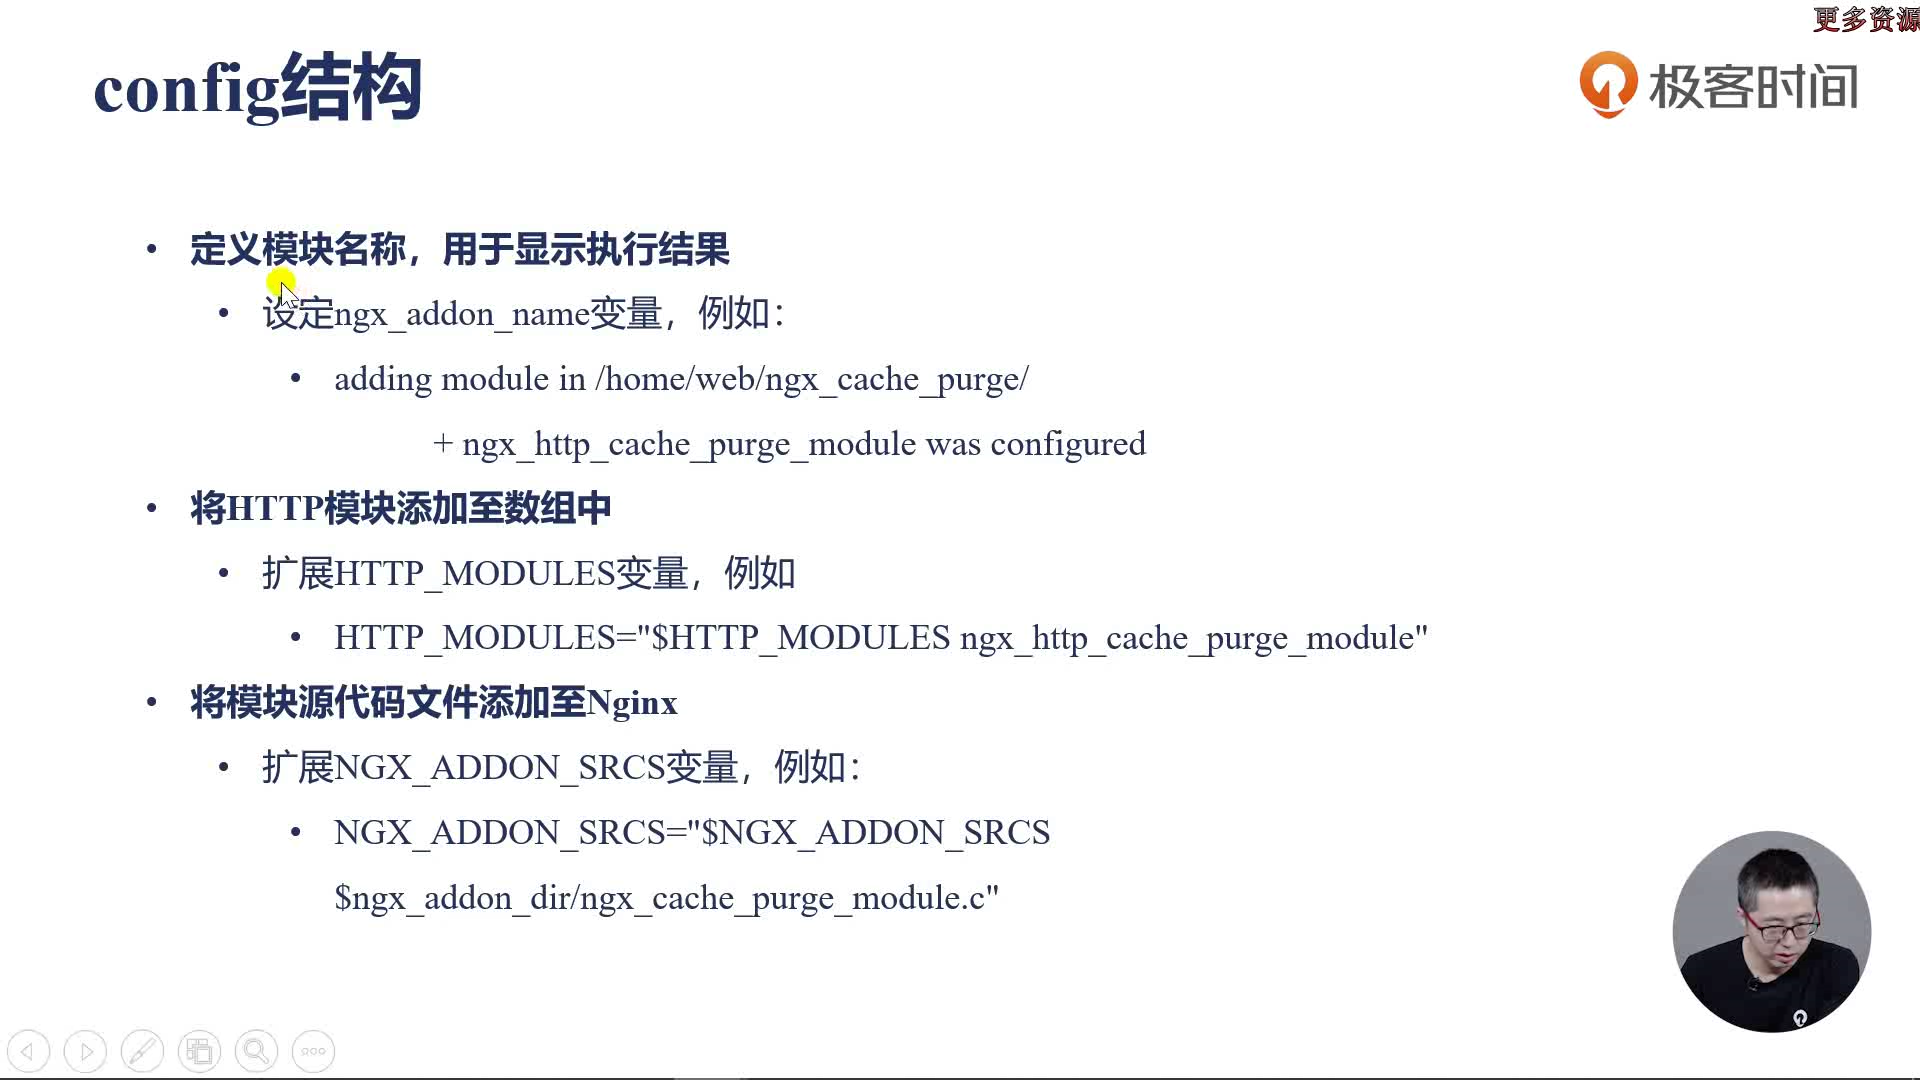 更多资源
config结构
极客时间
• 定义模块名称，用于显示执行结果
• 设定ngx_addon_name变量，例如：
• adding module in /home/web/ngx_cache_purge/
+ ngx_http_cache_purge_module was configured
• 将HTTP模块添加至数组中
• 扩展HTTP_MODULES变量，例如
• HTTP_MODULES="$HTTP_MODULES ngx_http_cache_purge_module"
• 将模块源代码文件添加至Nginx
• 扩展NGX_ADDON_SRCS变量，例如：
• NGX_ADDON_SRCS="$NGX_ADDON_SRCS
$ngx_addon_dir/ngx_cache_purge_module.c"